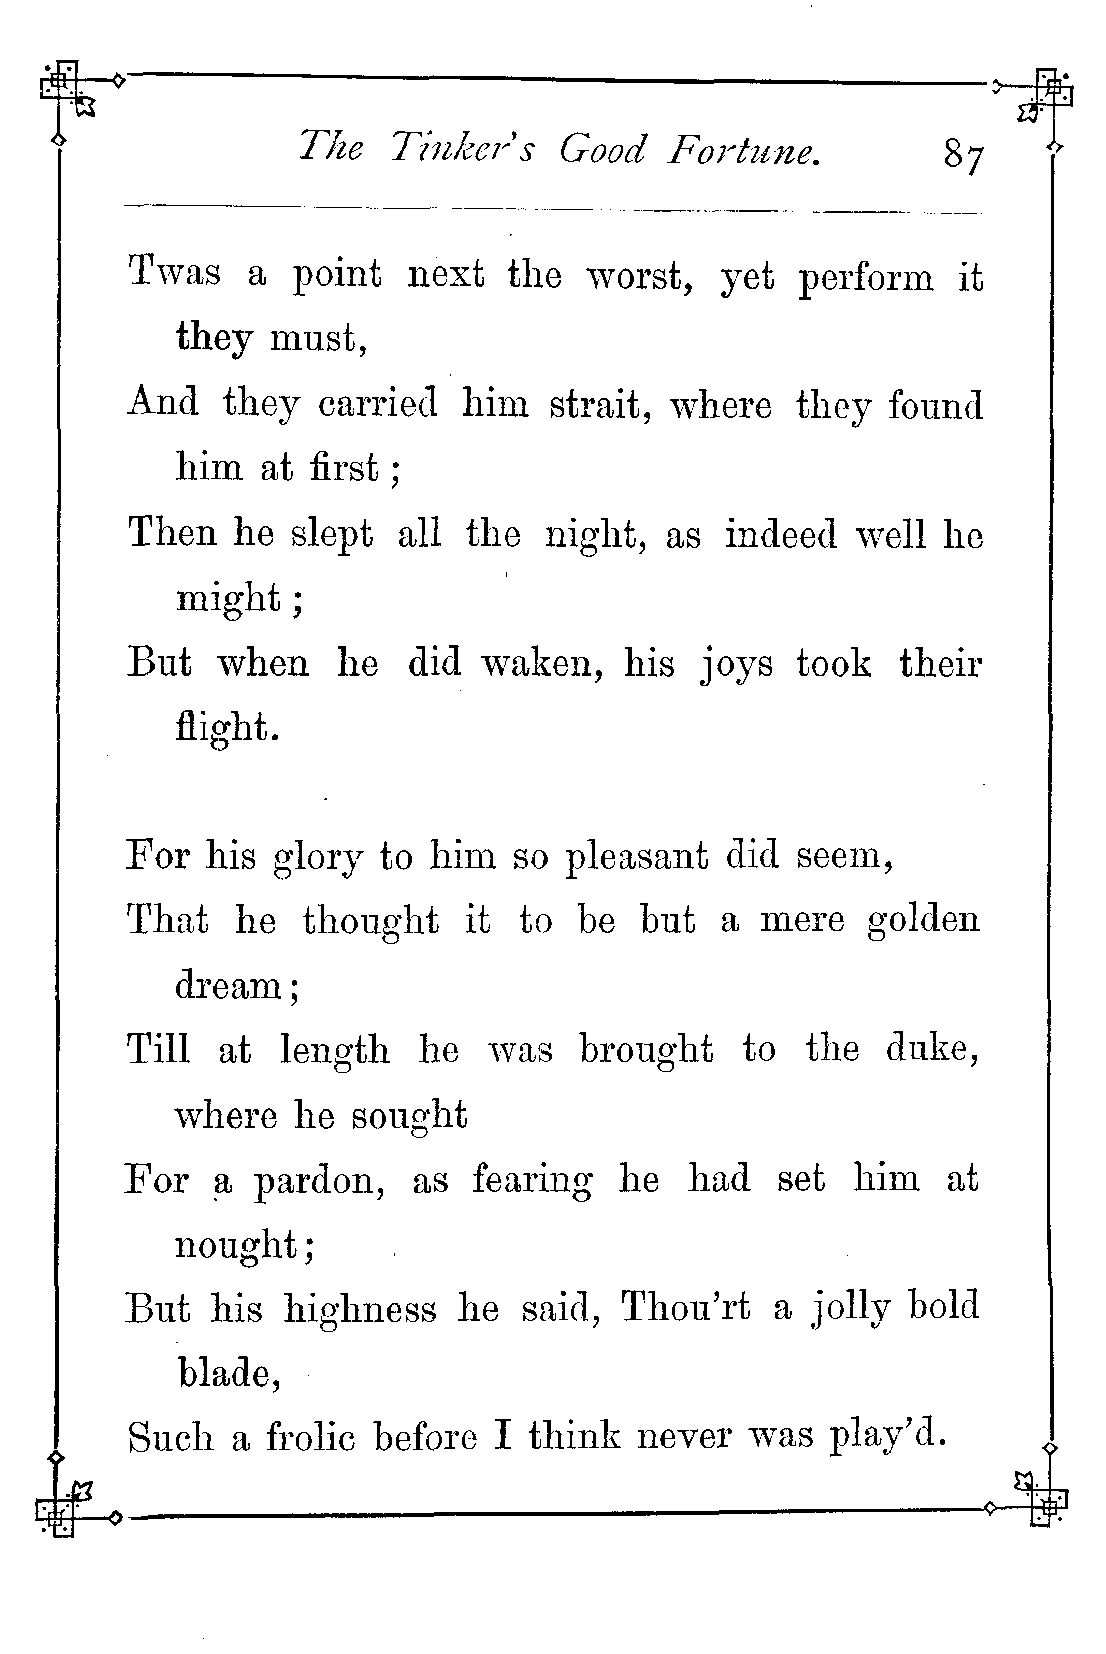 The Tinker's Good Fortune. 87
Twas a point next the worst, yet perform it
they must,
And they carried him strait, where they found
him at first ;
Then he slept all the night, as indeed well he
might ;
But when he did waken, his joys took their
flight.
For his glory to him so pleasant did seem,
That he thought it to be but a mere golden
dream ;
Till at length he was brought to the duke,
where he sought
For a pardon, as fearing he had set him at
nought ;
But his highness he said, Thou'rt a jolly bold
blade,
Such a frolic before I think never was play'd.